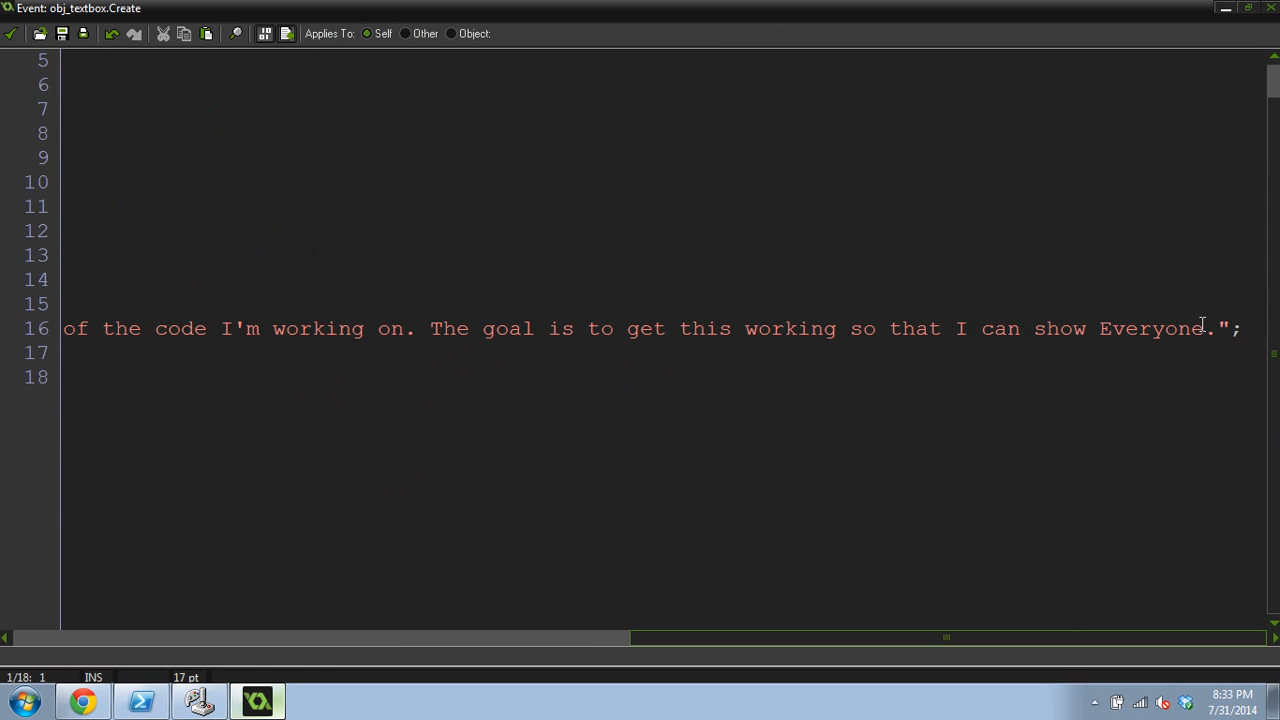 Event: obj_textbox.Create
Applies To: Self Other Object:
5
6
7
8
9
10
11
12
13
14
15
16 of the code I'm working on. The goal is to get this working so that I can show Everyone.";
17
18
1/18: 1 INS 17 pt
8:33 PM
7/31/2014